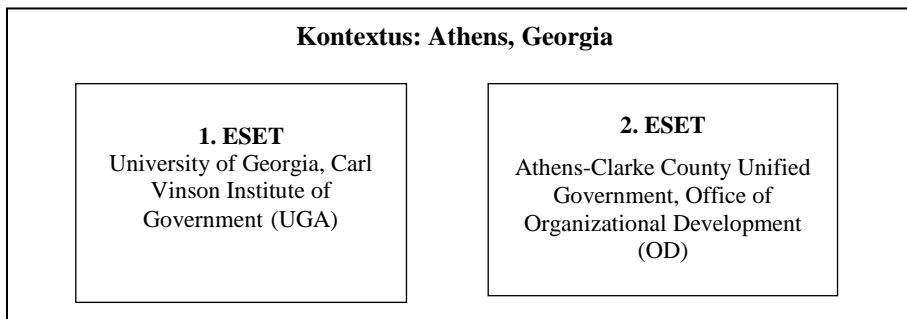 Kontextus: Athens, Georgia
1. ESET
University of Georgia, Carl
Vinson Institute of
Government (UGA)
2. ESET
Athens-Clarke County Unified
Government, Office of
Organizational Development
(OD)